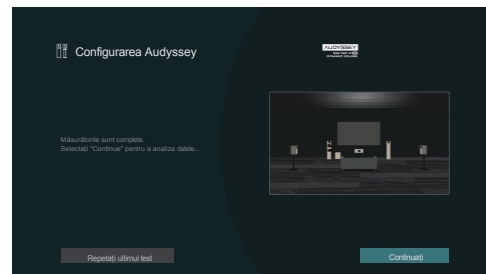 Configurarea Audyssey
AUDYSSEY
Măsurătorile sunt complete.
Selectați "Continue" pentru a analiza datele...
Repetați ultimul test
Continuați